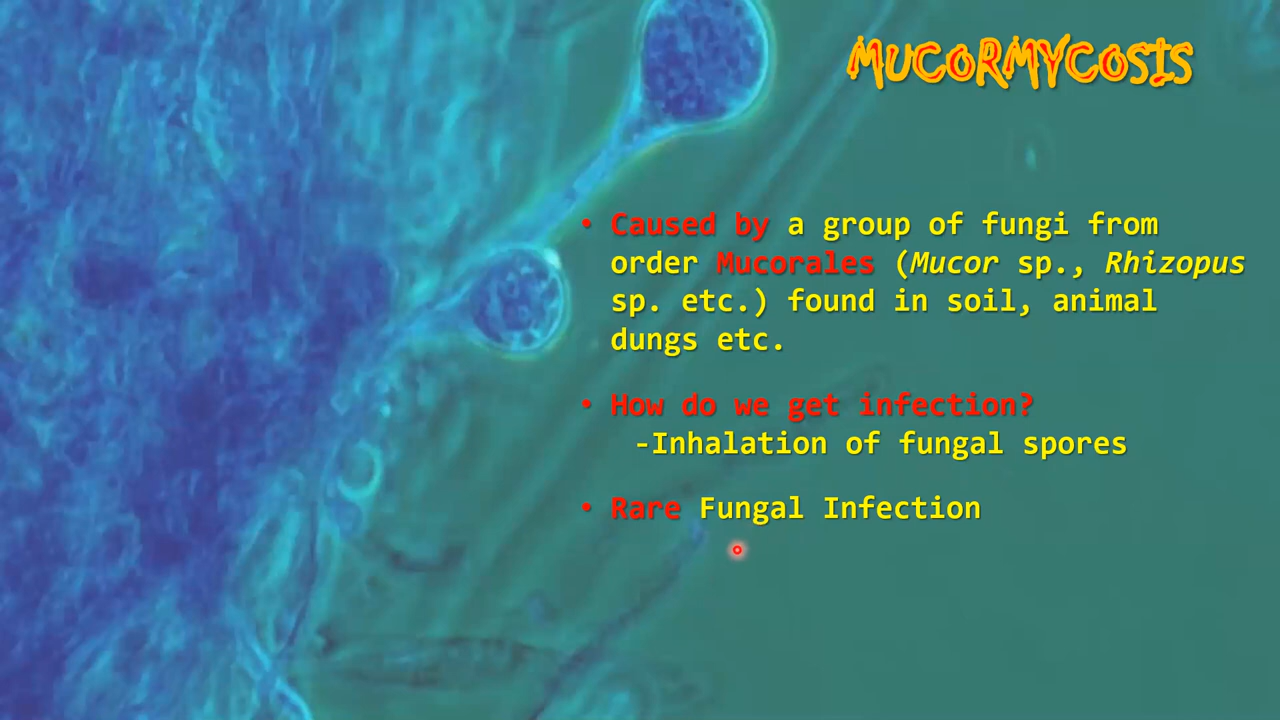 MUCORMYCOSIS
• Caused by a group of fungi from
order Mucorales (Mucor sp., Rhizopus
sp. etc.) found in soil, animal
dungs etc.
• How do we get infection?
-Inhalation of fungal spores
• Rare Fungal Infection